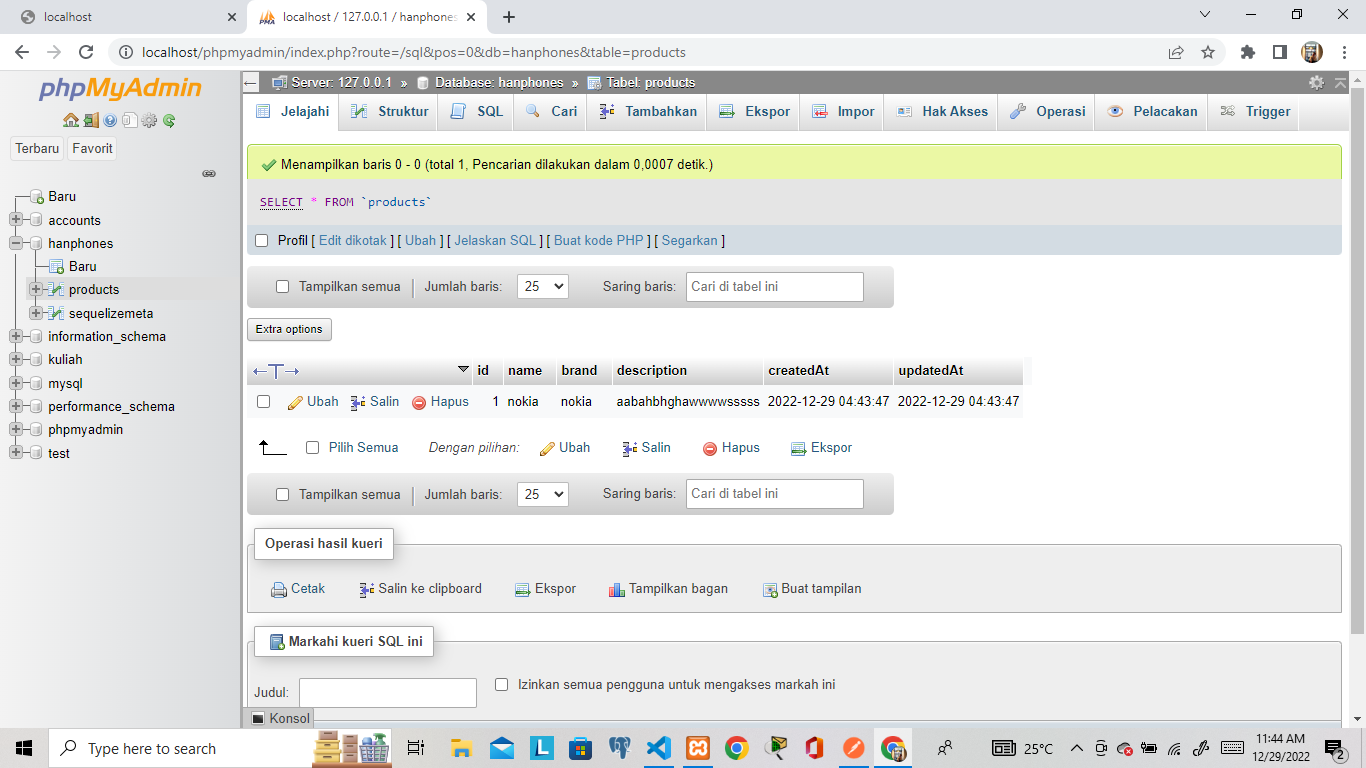 localhost
localhost / 127.0.0.1 / hanphones
localhost/phpmyadmin/index.php?route=/sql&pos=0&db=hanphones&table=products
phpMyAdmin
Terbaru Favorit
Baru
accounts
hanphones
Baru
products
sequelizemeta
information_schema
kuliah
mysql
performance_schema
phpmyadmin
test
Server: 127.0.0.1 » Database: hanphones » Tabel: products
Jelajahi Struktur SQL Cari Tambahkan Ekspor Impor Hak Akses Operasi Pelacakan Trigger
Menampilkan baris 0 - 0 (total 1, Pencarian dilakukan dalam 0,0007 detik.)
SELECT * FROM `products`
Profil [ Edit dikotak ] [ Ubah ] [ Jelaskan SQL ] [ Buat kode PHP ] [ Segarkan ]
Tampilkan semua Jumlah baris: 25 Saring baris: Cari di tabel ini
Extra options
←T→ id name brand description createdAt updatedAt
Ubah Salin Hapus 1 nokia nokia aabahbhghawwwwsssss 2022-12-29 04:43:47 2022-12-29 04:43:47
Pilih Semua Dengan pilihan: Ubah Salin Hapus Ekspor
Tampilkan semua Jumlah baris: 25 Saring baris: Cari di tabel ini
Operasi hasil kueri
Cetak Salin ke clipboard Ekspor Tampilkan bagan Buat tampilan
Markahi kueri SQL ini
Judul: Izinkan semua pengguna untuk mengakses markah ini
Konsol
Type here to search
25°C
11:44 AM
12/29/2022
2